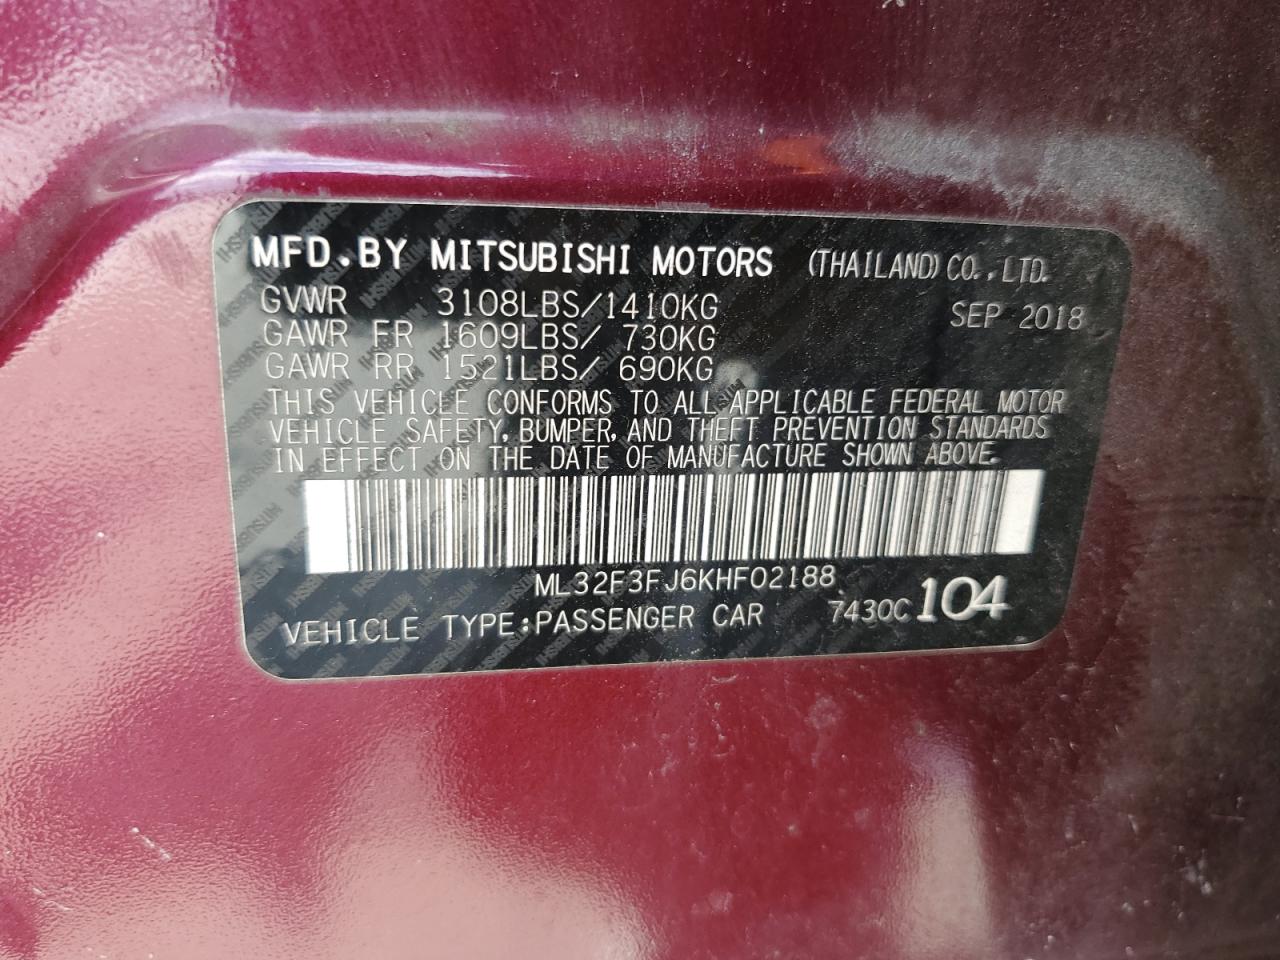 MFD.BY MITSUBISHI MOTORS (THAILAND) CO.,LTD.
GVWR 3108LBS/1410KG SEP 2018
GAWR FR 1609LBS/ 730KG
GAWR RR 1521LBS/ 690KG
THIS VEHICLE CONFORMS TO ALL APPLICABLE FEDERAL MOTOR
VEHICLE SAFETY, BUMPER, AND THEFT PREVENTION STANDARDS
IN EFFECT ON THE DATE OF MANUFACTURE SHOWN ABOVE.
ML32F3FJ6KHF02188
VEHICLE TYPE:PASSENGER CAR 7430C 104